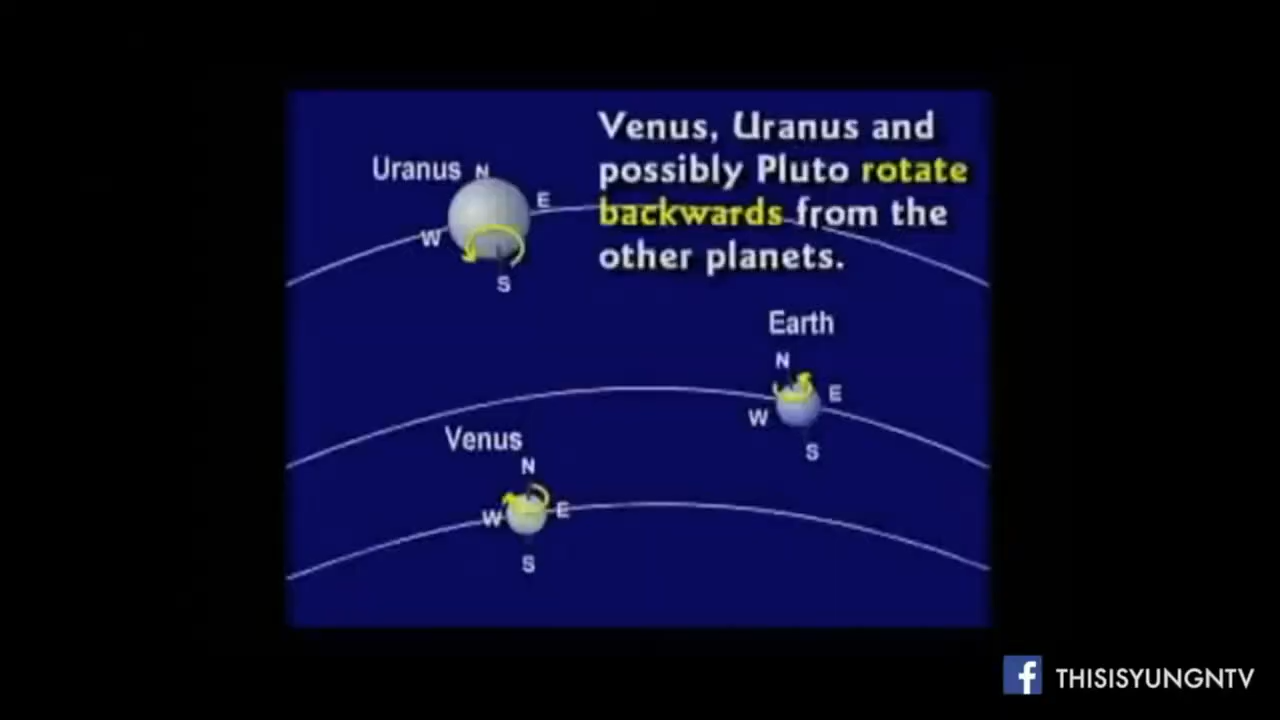 Venus, Uranus and
possibly Pluto rotate
backwards from the
other planets.
Uranus N
E
W
S
Earth
N
E
W
S
Venus
N
W E
S
f THISISYUNGNTV